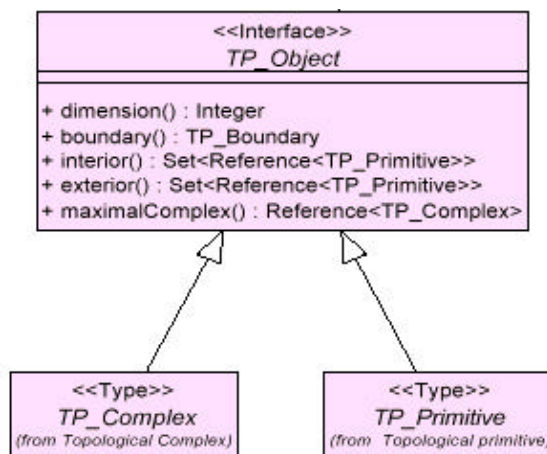 <<Interface>>
TP_Object
+ dimension() : Integer
+ boundary() : TP_Boundary
+ interior() : Set<Reference<TP_Primitive>>
+ exterior() : Set<Reference<TP_Primitive>>
+ maximalComplex() : Reference<TP_Complex>
<<Type>>
TP_Complex
(from Topological Complex)
<<Type>>
TP_Primitive
(from Topological primitive)